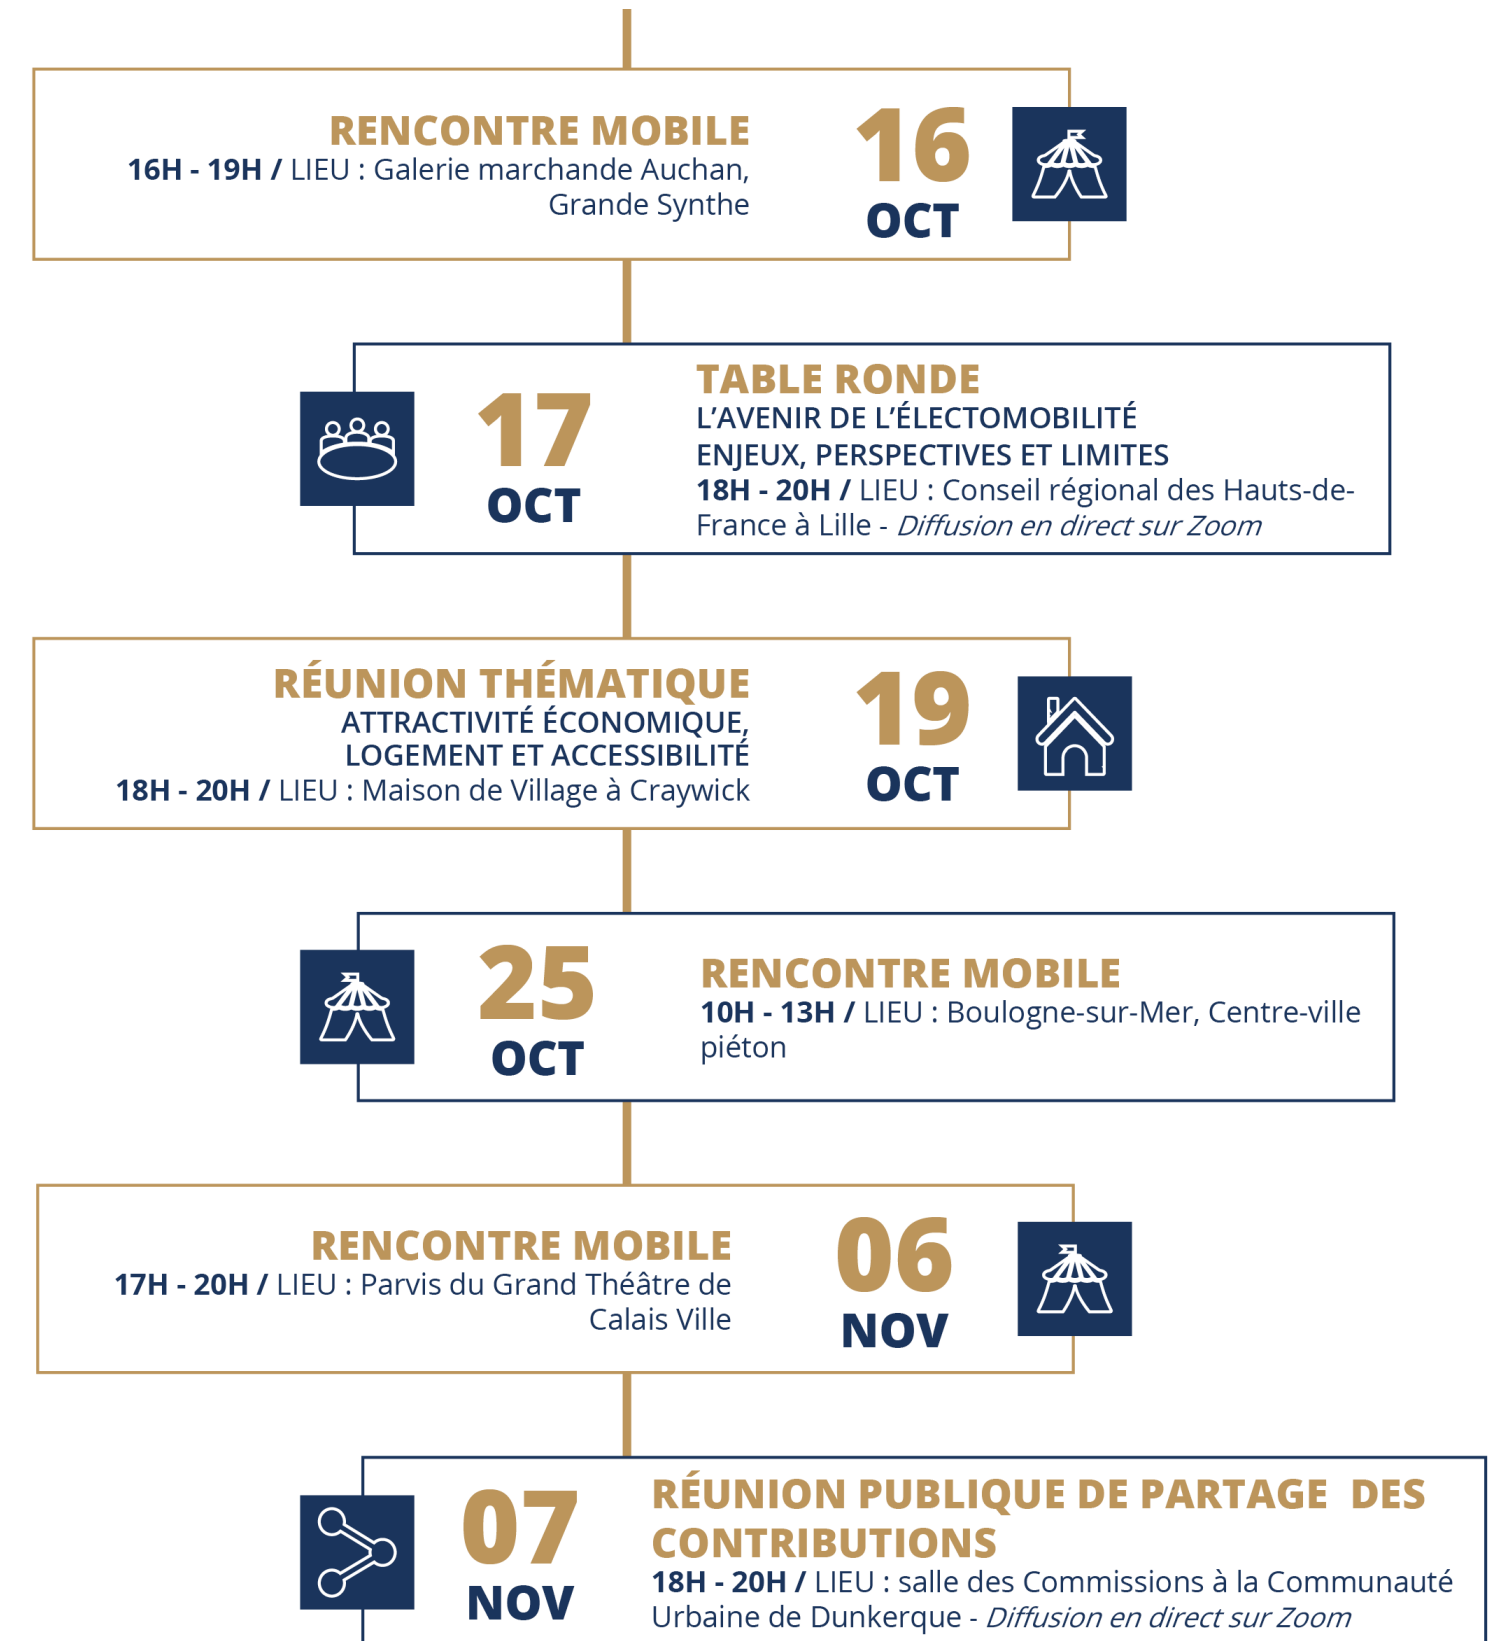 RENCONTRE MOBILE
16H - 19H / LIEU : Galerie marchande Auchan,
Grande Synthe
16
OCT
17
OCT
TABLE RONDE
L’AVENIR DE L’ÉLECTOMOBILITÉ
ENJEUX, PERSPECTIVES ET LIMITES
18H - 20H / LIEU : Conseil régional des Hauts-de-
France à Lille - Diffusion en direct sur Zoom
RÉUNION THÉMATIQUE
ATTRACTIVITÉ ÉCONOMIQUE,
LOGEMENT ET ACCESSIBILITÉ
18H - 20H / LIEU : Maison de Village à Craywick
19
OCT
25
OCT
RENCONTRE MOBILE
10H - 13H / LIEU : Boulogne-sur-Mer, Centre-ville
piéton
RENCONTRE MOBILE
17H - 20H / LIEU : Parvis du Grand Théâtre de
Calais Ville
06
NOV
07
NOV
RÉUNION PUBLIQUE DE PARTAGE DES
CONTRIBUTIONS
18H - 20H / LIEU : salle des Commissions à la Communauté
Urbaine de Dunkerque - Diffusion en direct sur Zoom